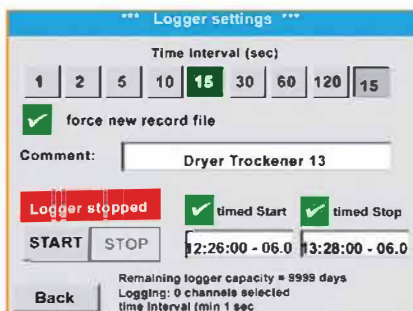 *** Logger settings ***
Time Interval (sec)
1 2 5 10 15 30 60 120 15
force new record file
Comment: Dryer Trockener 13
Logger stopped timed Start timed Stop
START STOP 12:26:00 - 06.0 13:28:00 - 06.0
Remaining logger capacity = 9999 days
Back Logging: 0 channels selected
time interval (min 1 sec